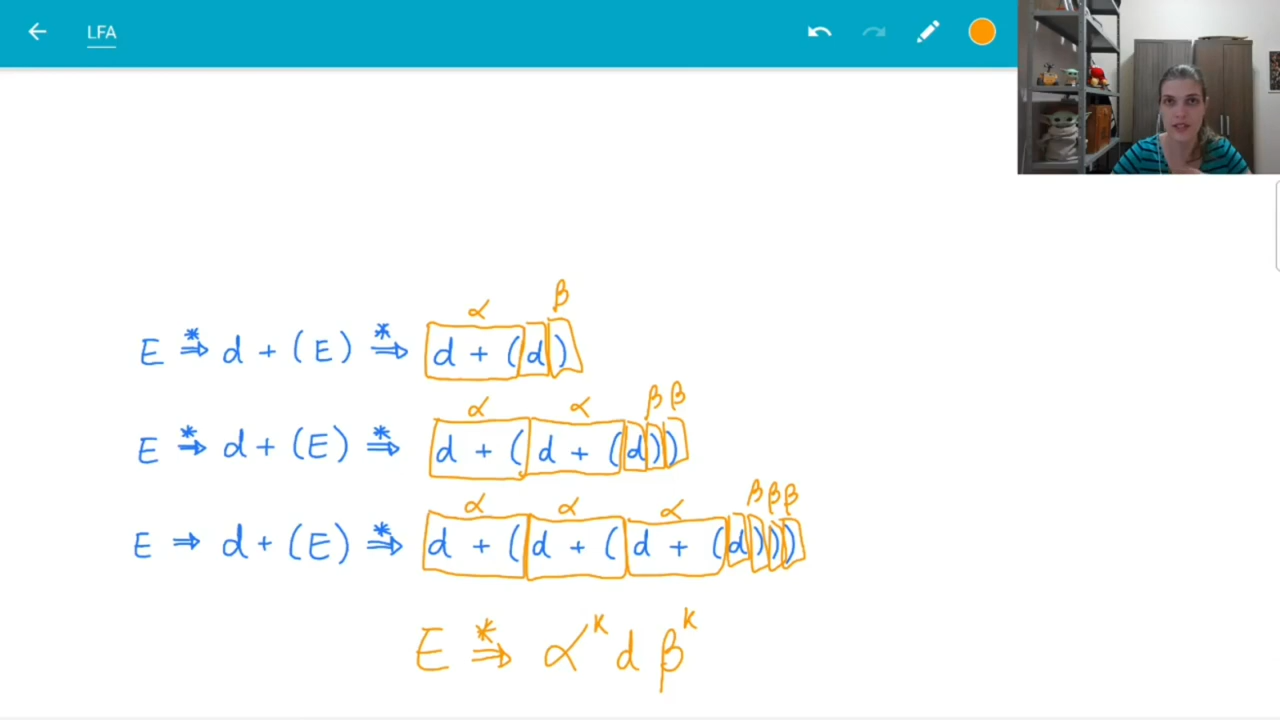 LFA
α β
E ⇒* d + (E) ⇒* d + (d)
α α β β
E ⇒* d + (E) ⇒* d + (d + (d))
α α α β β β
E ⇒ d + (E) ⇒* d + (d + (d + (d)))
E ⇒* α^k d β^k